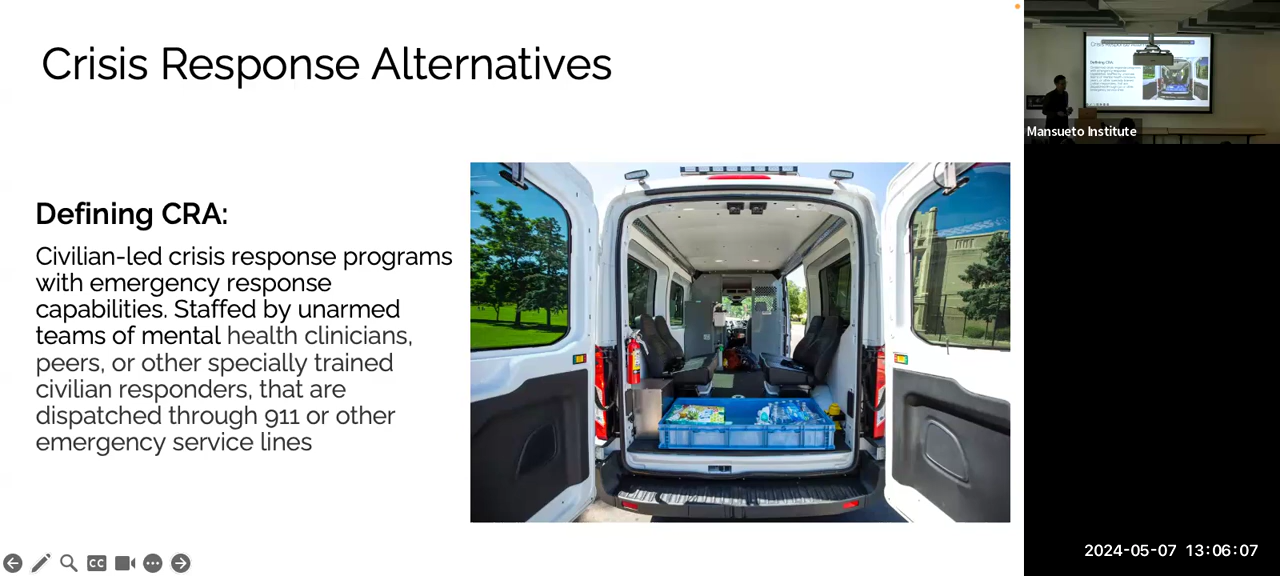 Crisis Response Alternatives
Defining CRA:
Civilian-led crisis response programs
with emergency response
capabilities. Staffed by unarmed
teams of mental health clinicians,
peers, or other specially trained
civilian responders, that are
dispatched through 911 or other
emergency service lines
CC
Mansueto Institute
2024-05-07 13:06:07